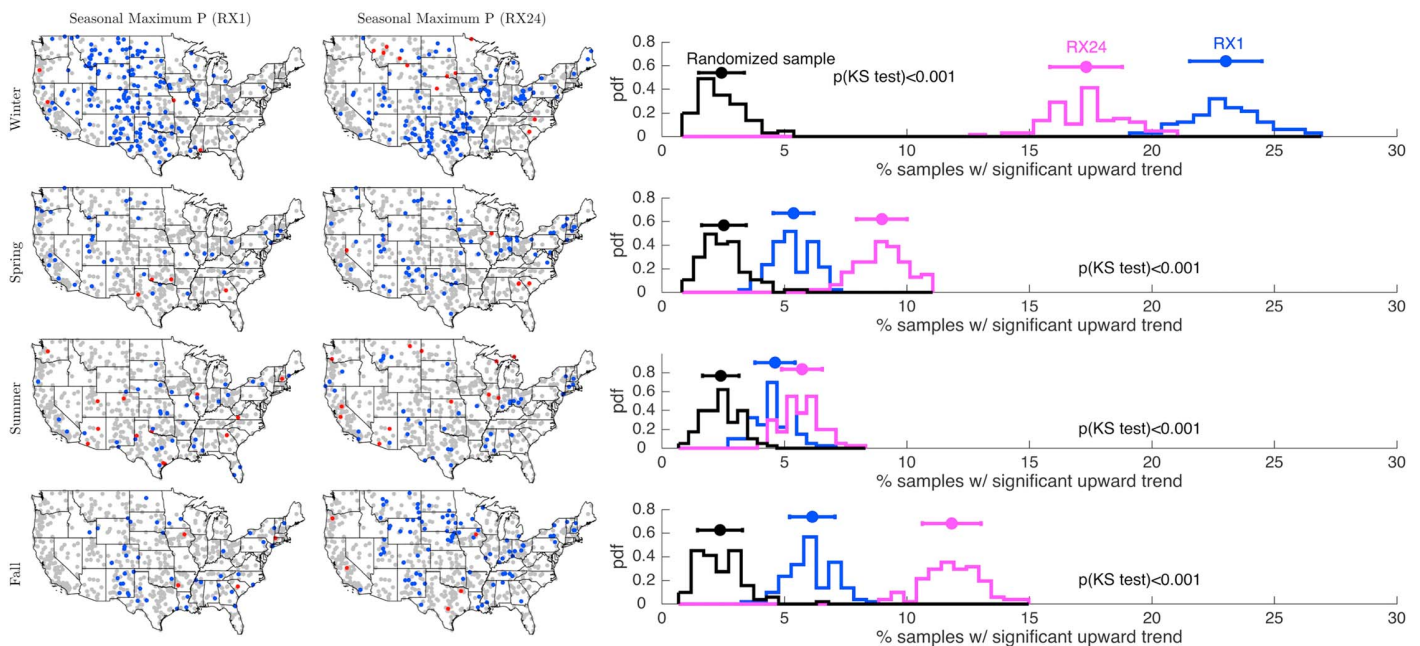 Seasonal Maximum P (RX1)
Seasonal Maximum P (RX24)
Winter
Spring
Summer
Fall
0.8
0.6
0.4
0.2
0
pdf
Randomized sample
p(KS test)<0.001
RX24
RX1
0 5 10 15 20 25 30
% samples w/ significant upward trend
0.8
0.6
0.4
0.2
0
pdf
p(KS test)<0.001
0 5 10 15 20 25 30
% samples w/ significant upward trend
0.8
0.6
0.4
0.2
0
pdf
p(KS test)<0.001
0 5 10 15 20 25 30
% samples w/ significant upward trend
0.8
0.6
0.4
0.2
0
pdf
p(KS test)<0.001
0 5 10 15 20 25 30
% samples w/ significant upward trend